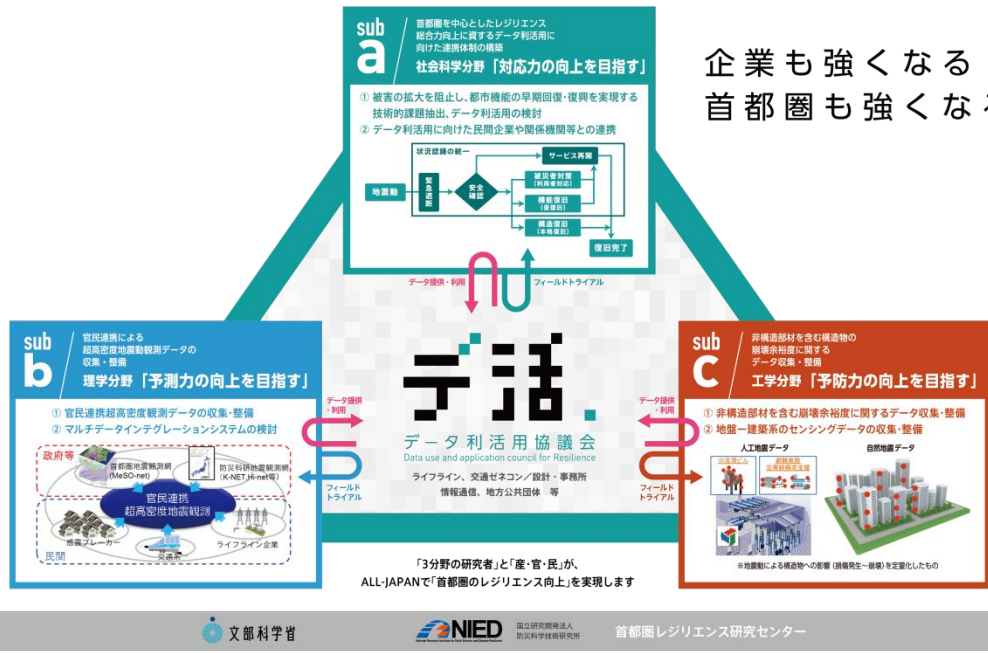 sub
a
首都圏を中心としたレジリエンス
総合力向上に資するデータ利活用に
向けた連携体制の構築
社会科学分野「対応力の向上を目指す」
① 被害の拡大を阻止し、都市機能の早期回復・復興を実現する
技術的課題抽出、データ利活用の検討
② データ利活用に向けた民間企業や関係機関等との連携
状況認識の統一
地震動
緊急遮断
安全
確認
サービス再開
被災者対策
(利用者対応)
機能復旧
(仮復旧)
構造復旧
(本格復旧)
復旧完了
企業も強くなる
首都圏も強くなる
データ提供・利用
フィールドトライアル
sub
b
官民連携による
超高密度地震動観測データの
収集・整備
理学分野「予測力の向上を目指す」
① 官民連携超高密度観測データの収集・整備
② マルチデータインテグレーションシステムの検討
政府等
首都圏地震観測網
(MeSO-net)
防災科研地震観測網
(K-NET,Hi-net等)
官民連携
超高密度地震観測
感震ブレーカー
交通系
ライフライン企業
民間
データ提供
・利用
フィールド
トライアル
デ活.
データ利活用協議会
Data use and application council for Resilience
ライフライン、交通ゼネコン／設計・事務所
情報通信、地方公共団体 等
データ提供
・利用
フィールド
トライアル
sub
c
非構造部材を含む構造物の
崩壊余裕度に関する
データ収集・整備
工学分野「予防力の向上を目指す」
① 非構造部材を含む崩壊余裕度に関するデータ収集・整備
② 地盤ー建築系のセンシングデータの収集・整備
人工地震データ
自然地震データ
※地震動による構造物への影響（損傷発生〜崩壊）を定量化したもの
「3分野の研究者」と「産・官・民」が、
ALL-JAPANで「首都圏のレジリエンス向上」を実現します
文部科学省
NIED
国立研究開発法人
防災科学技術研究所
首都圏レジリエンス研究センター